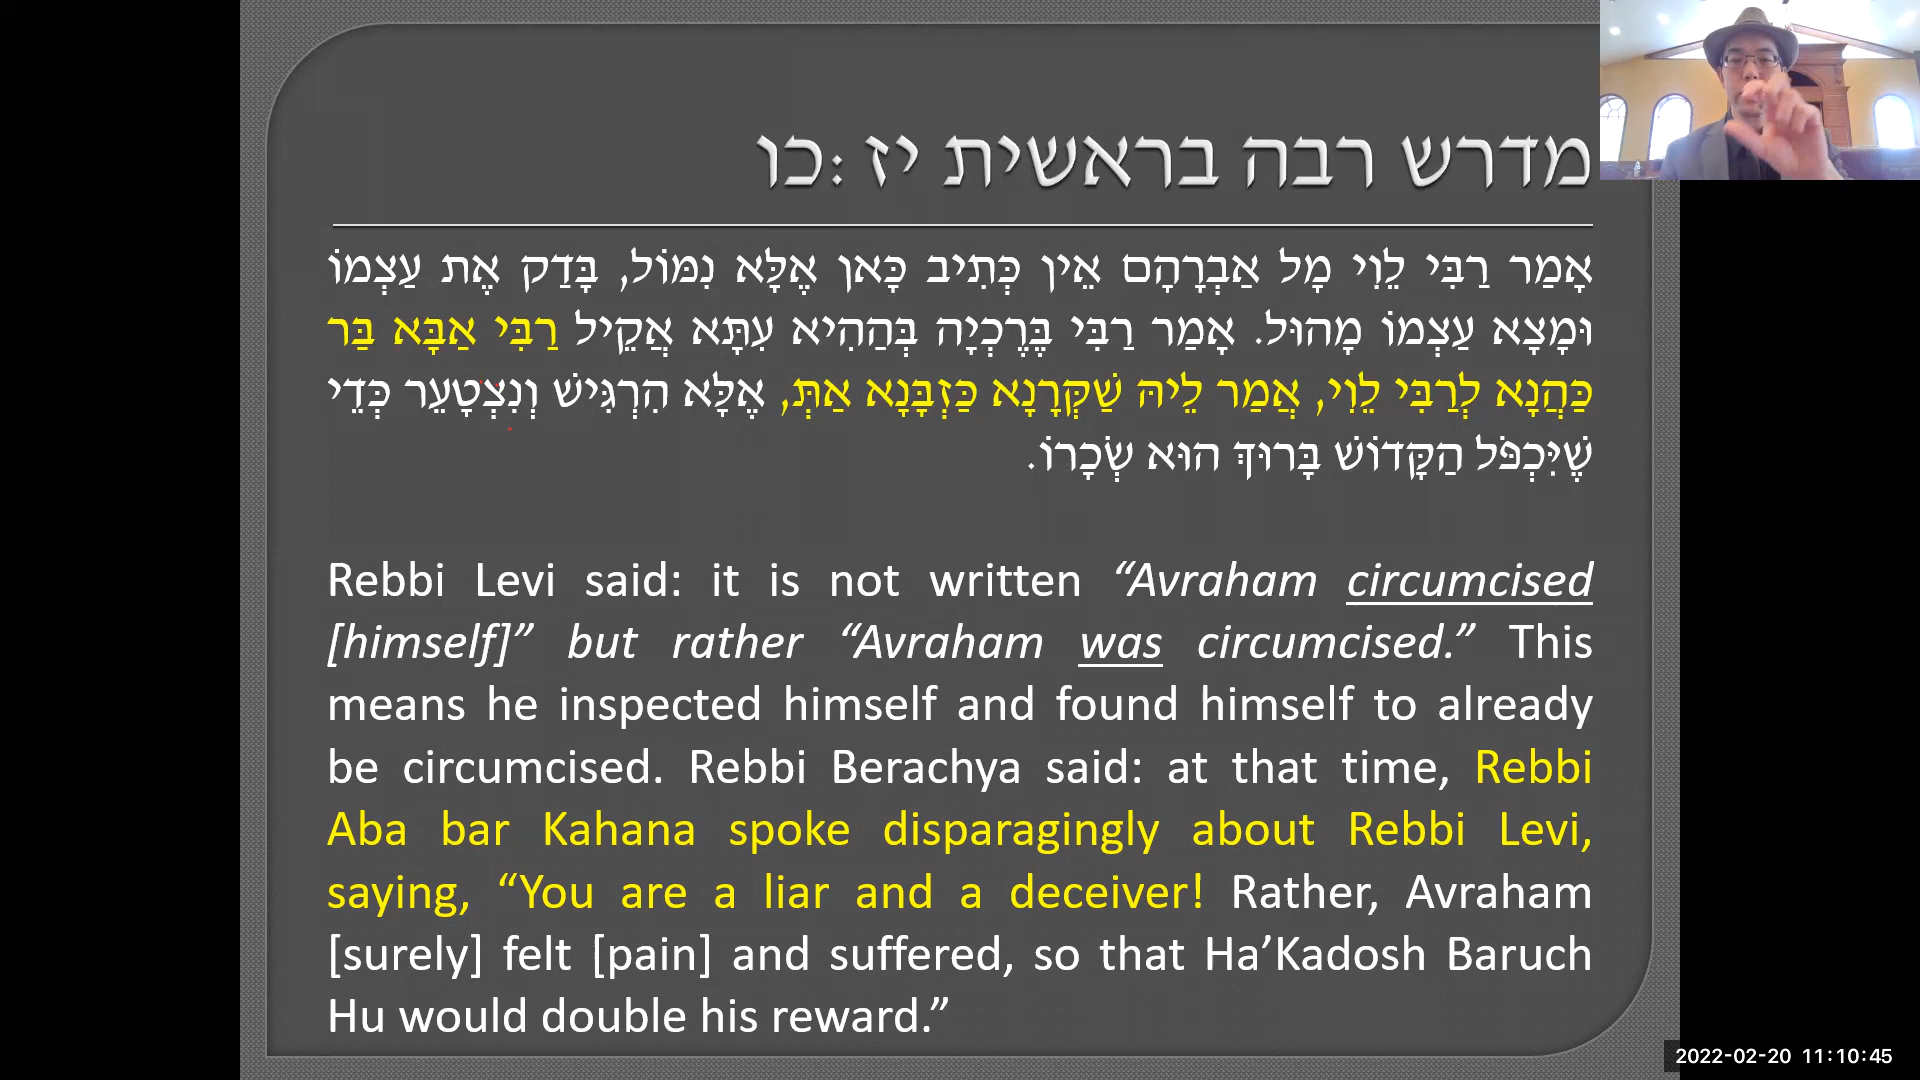 מדרש רבה בראשית יז :כו
אָמַר רַבִּי לֵוִי מָל אַבְרָהָם אֵין כְּתִיב כָּאן אֶלָּא נִמּוֹל, בָּדַק אֶת עַצְמוֹ
וּמָצָא עַצְמוֹ מָהוּל. אָמַר רַבִּי בֶּרֶכְיָה בְּהַהִיא עִתָּא אֲקֵיל רַבִּי אַבָּא בַּר
כַּהֲנָא לְרַבִּי לֵוִי, אֲמַר לֵיהּ שַׁקְּרָנָא כַּזְבָּנָא אַתְּ, אֶלָּא הִרְגִּישׁ וְנִצְטָעֵר כְּדֵי
שֶׁיִּכְפֹּל הַקָּדוֹשׁ בָּרוּךְ הוּא שְׂכָרוֹ.
Rebbi Levi said: it is not written “Avraham circumcised
[himself]” but rather “Avraham was circumcised.” This
means he inspected himself and found himself to already
be circumcised. Rebbi Berachya said: at that time, Rebbi
Aba bar Kahana spoke disparagingly about Rebbi Levi,
saying, “You are a liar and a deceiver! Rather, Avraham
[surely] felt [pain] and suffered, so that Ha’Kadosh Baruch
Hu would double his reward.”
2022-02-20 11:10:45